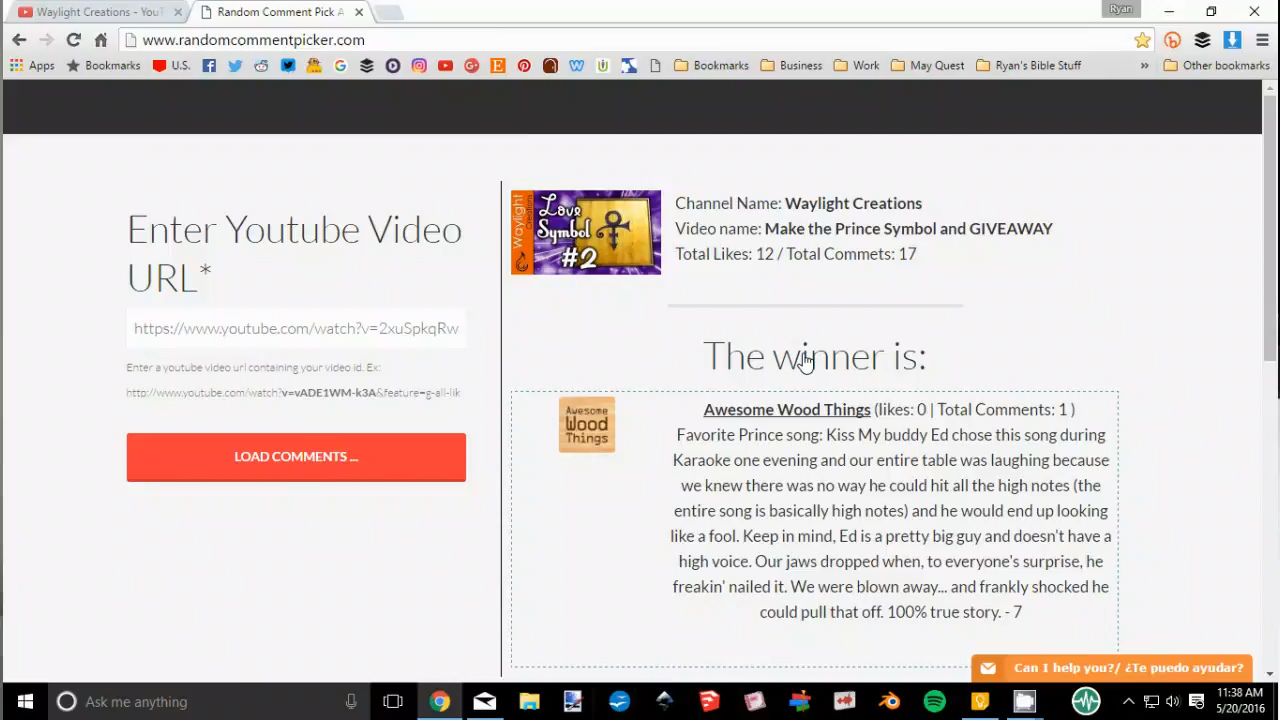 Waylight Creations - You
Random Comment Pick A
Ryan
www.randomcommentpicker.com
Apps
Bookmarks
U.S.
Bookmarks
Business
Work
May Quest
Ryan's Bible Stuff
»
Other bookmarks
Enter Youtube Video
URL*
https://www.youtube.com/watch?v=2xuSpkqRw
Enter a youtube video url containing your video id. Ex:
http://www.youtube.com/watch?v=vADE1WM-k3A&feature=g-all-lik
LOAD COMMENTS ...
Waylight
Creations
Love
Symbol
#2
Channel Name: Waylight Creations
Video name: Make the Prince Symbol and GIVEAWAY
Total Likes: 12 / Total Commets: 17
The winner is:
Awesome
Wood
Things
Awesome Wood Things (likes: 0 | Total Comments: 1 )
Favorite Prince song: Kiss My buddy Ed chose this song during
Karaoke one evening and our entire table was laughing because
we knew there was no way he could hit all the high notes (the
entire song is basically high notes) and he would end up looking
like a fool. Keep in mind, Ed is a pretty big guy and doesn't have a
high voice. Our jaws dropped when, to everyone's surprise, he
freakin' nailed it. We were blown away... and frankly shocked he
could pull that off. 100% true story. - 7
Can I help you?/ ¿Te puedo ayudar?
Ask me anything
11:38 AM
5/20/2016